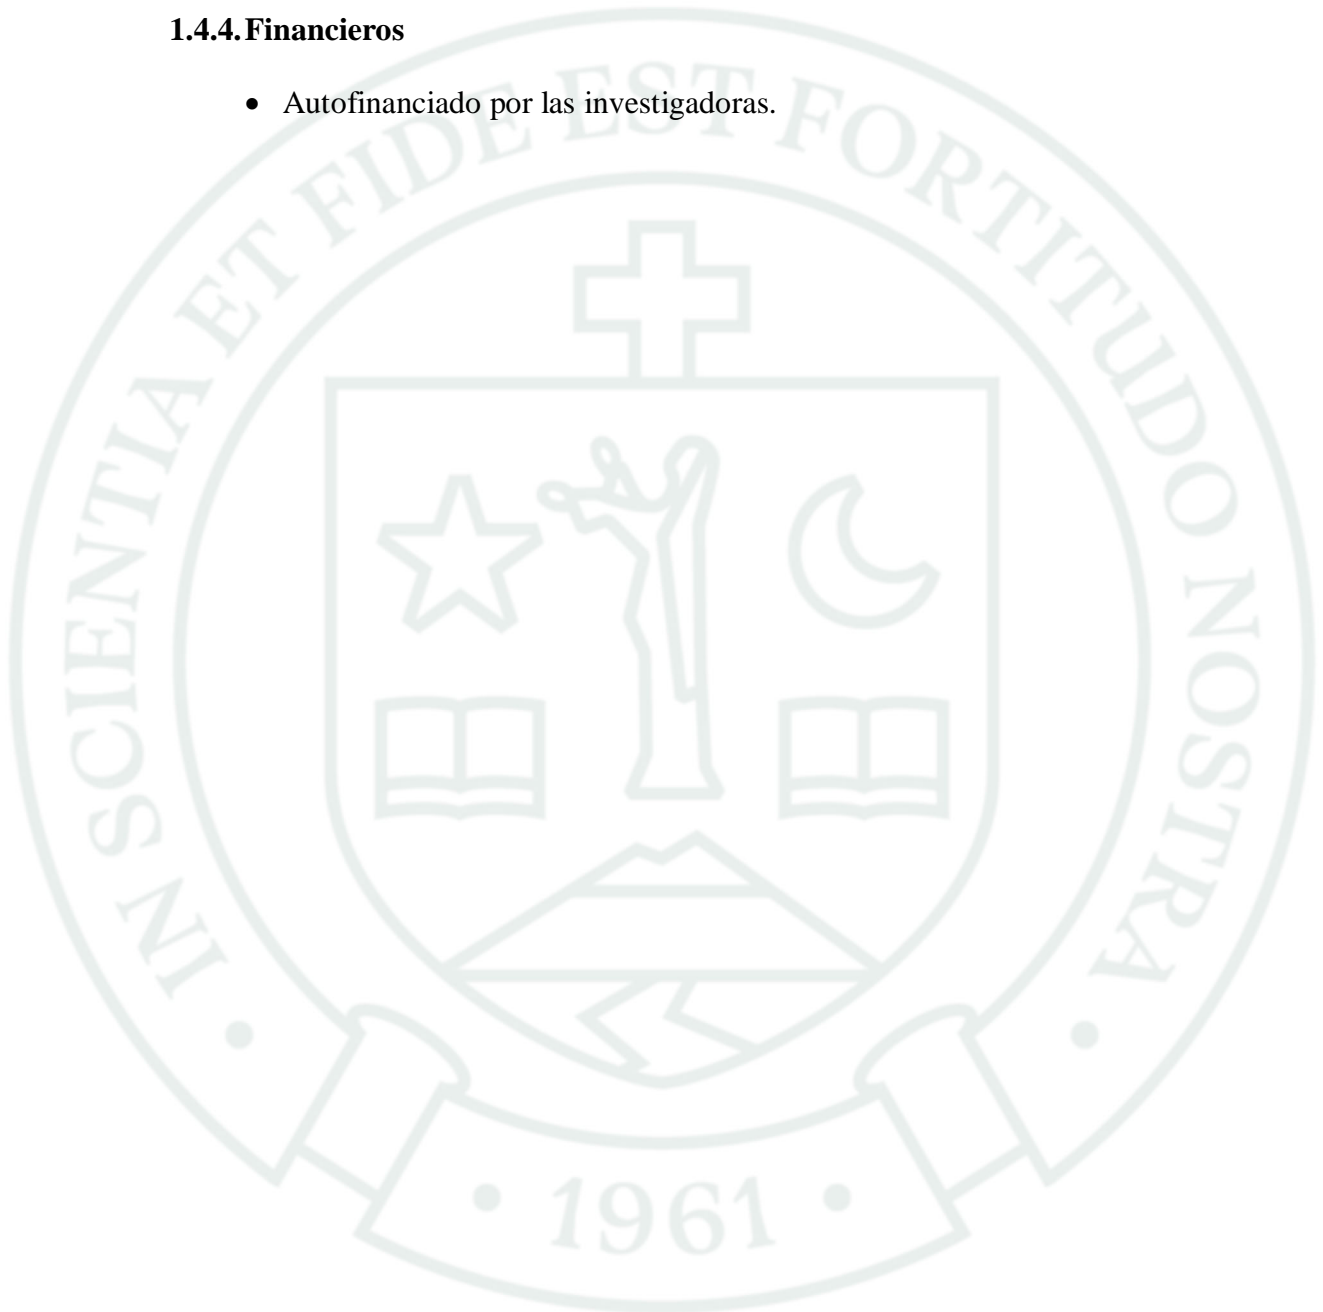 1.4.4. Financieros
• Autofinanciado por las investigadoras.
IN SCIENTIA ET FIDE EST FORTITUDO NOSTRA
• 1961 •